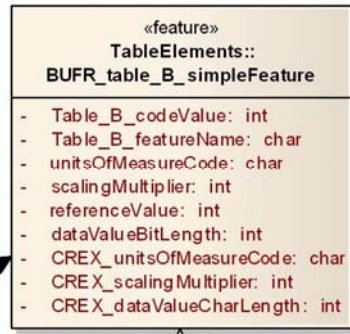 «feature»
TableElements::
BUFR_table_B_simpleFeature
- Table_B_codeValue: int
- Table_B_featureName: char
- unitsOfMeasureCode: char
- scalingMultiplier: int
- referenceValue: int
- dataValueBitLength: int
- CREX_unitsOfMeasureCode: char
- CREX_scalingMultiplier: int
- CREX_dataValueCharLength: int